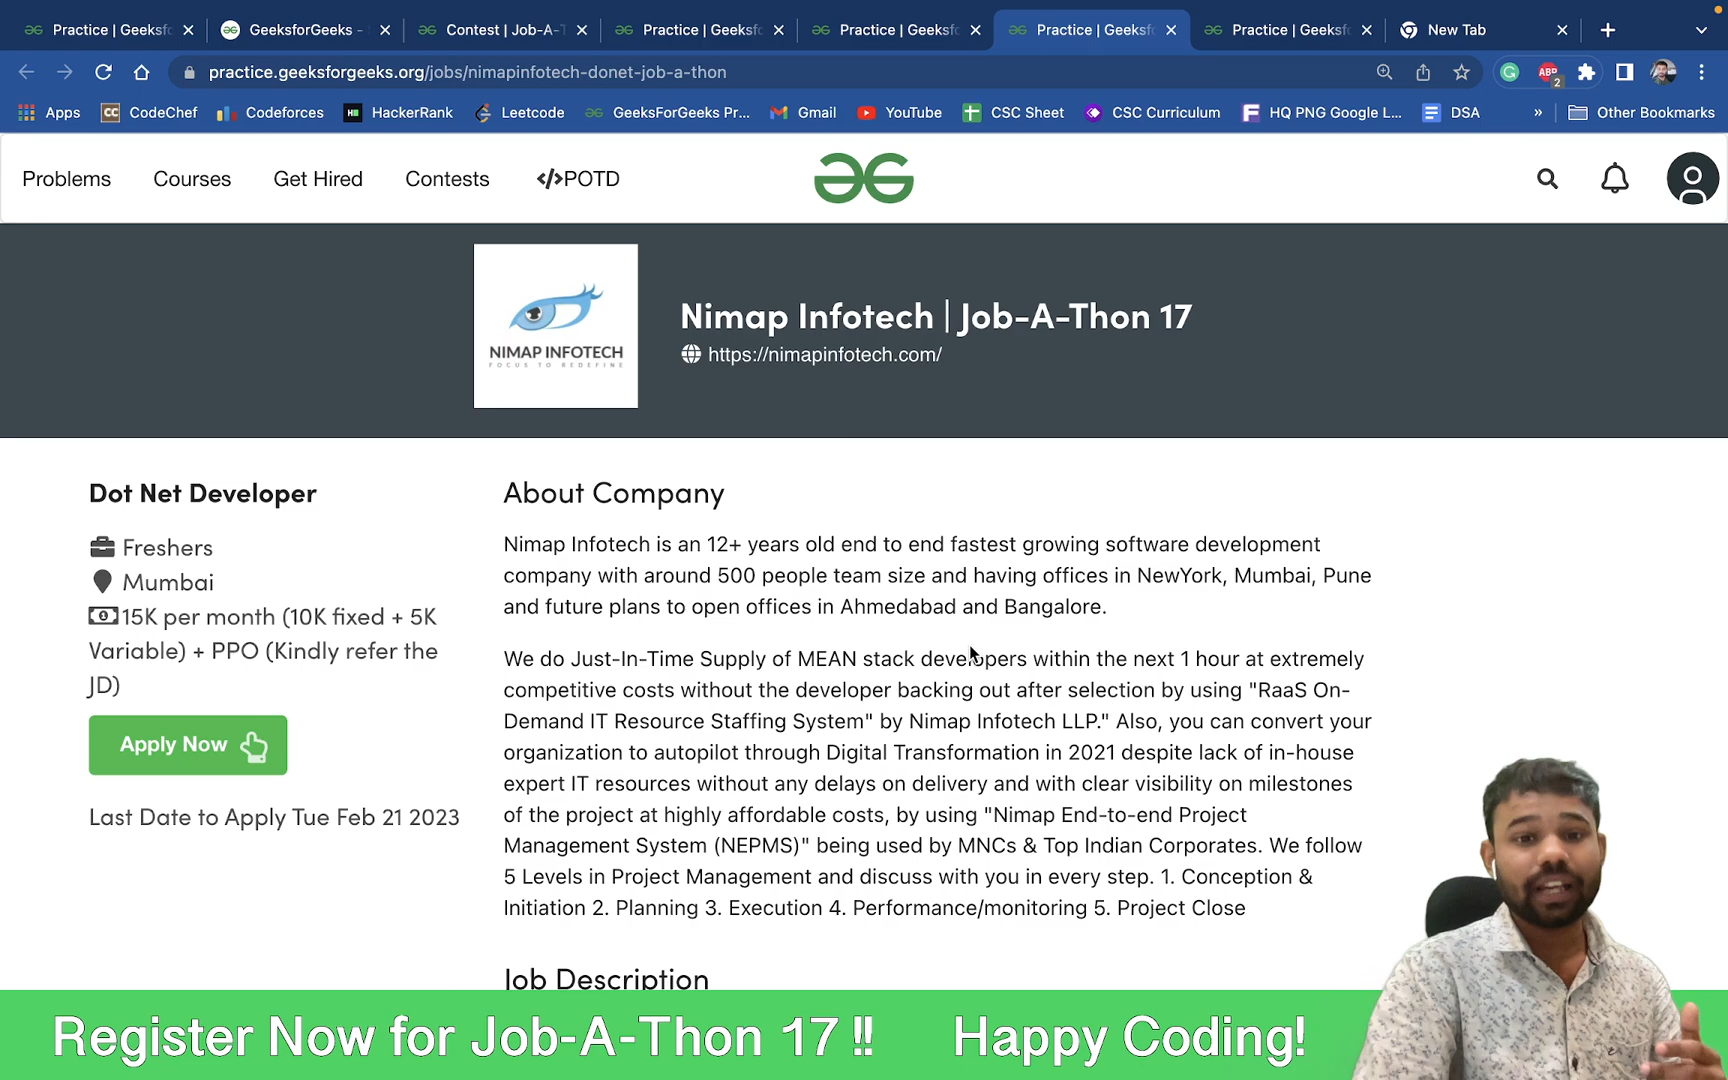 Practice | Geeksfo
GeeksforGeeks -
Contest | Job-A-T
Practice | Geeksfo
Practice | Geeksfo
Practice | Geeksfo
Practice | Geeksfo
New Tab
practice.geeksforgeeks.org/jobs/nimapinfotech-donet-job-a-thon
ABP
2
Apps
CC CodeChef
Codeforces
HackerRank
Leetcode
GeeksForGeeks Pr...
Gmail
YouTube
CSC Sheet
CSC Curriculum
F HQ PNG Google L...
DSA
»
Other Bookmarks
Problems
Courses
Get Hired
Contests
</>POTD
NIMAP INFOTECH
FOCUS TO REDEFINE
Nimap Infotech | Job-A-Thon 17
https://nimapinfotech.com/
Dot Net Developer
Freshers
Mumbai
15K per month (10K fixed + 5K
Variable) + PPO (Kindly refer the
JD)
Apply Now
Last Date to Apply Tue Feb 21 2023
About Company
Nimap Infotech is an 12+ years old end to end fastest growing software development
company with around 500 people team size and having offices in NewYork, Mumbai, Pune
and future plans to open offices in Ahmedabad and Bangalore.
We do Just-In-Time Supply of MEAN stack developers within the next 1 hour at extremely
competitive costs without the developer backing out after selection by using "RaaS On-
Demand IT Resource Staffing System" by Nimap Infotech LLP." Also, you can convert your
organization to autopilot through Digital Transformation in 2021 despite lack of in-house
expert IT resources without any delays on delivery and with clear visibility on milestones
of the project at highly affordable costs, by using "Nimap End-to-end Project
Management System (NEPMS)" being used by MNCs & Top Indian Corporates. We follow
5 Levels in Project Management and discuss with you in every step. 1. Conception &
Initiation 2. Planning 3. Execution 4. Performance/monitoring 5. Project Close
Job Description
Register Now for Job-A-Thon 17 !! Happy Coding!